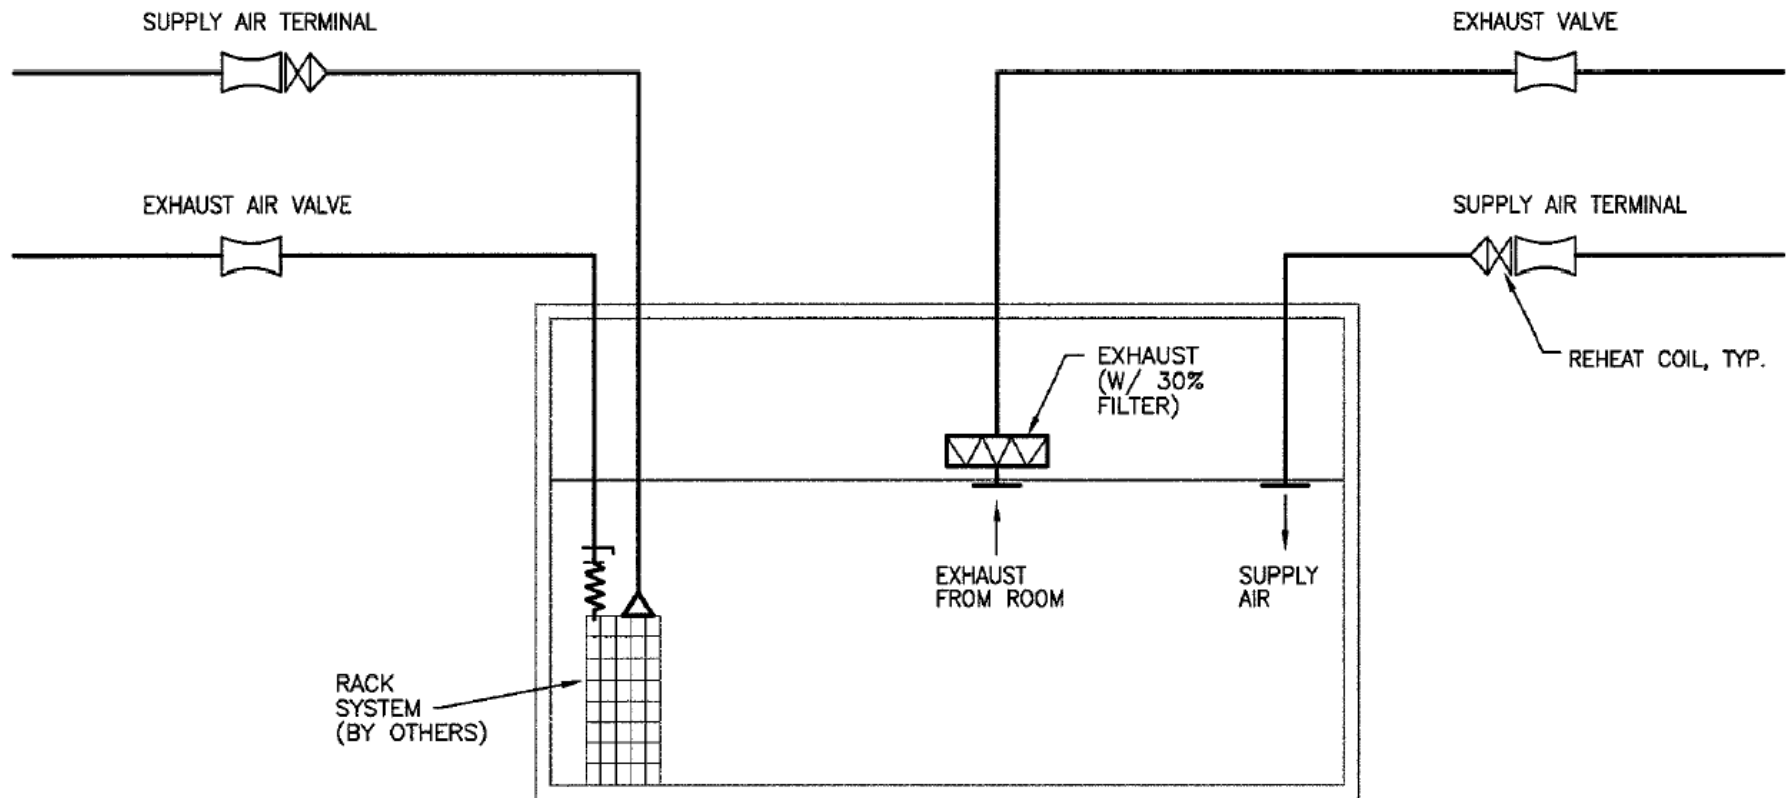 SUPPLY AIR TERMINAL
EXHAUST VALVE
EXHAUST AIR VALVE
SUPPLY AIR TERMINAL
EXHAUST
(W/ 30%
FILTER)
REHEAT COIL, TYP.
EXHAUST
FROM ROOM
SUPPLY
AIR
RACK
SYSTEM
(BY OTHERS)